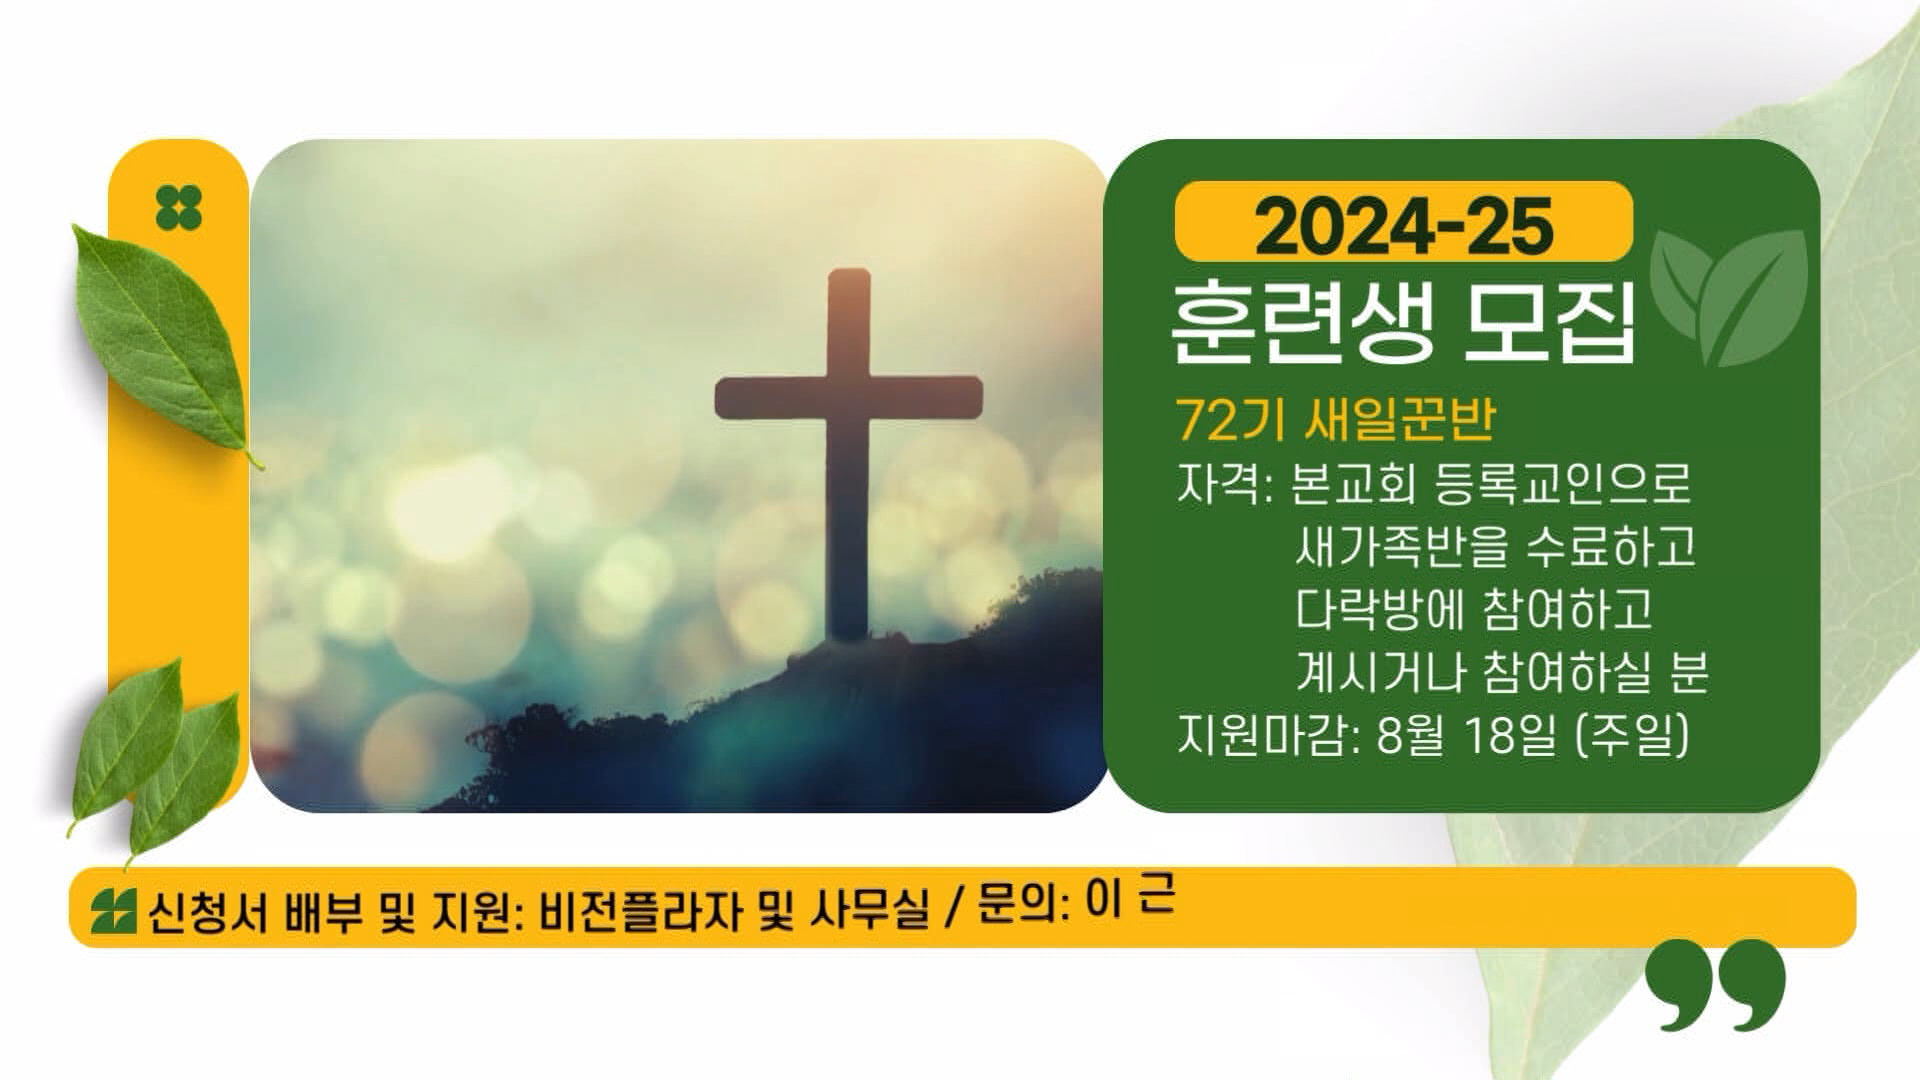 2024-25
훈련생 모집
72기 새일꾼반
자격: 본교회 등록교인으로
새가족반을 수료하고
다락방에 참여하고
계시거나 참여하실 분
지원마감: 8월 18일 (주일)
신청서 배부 및 지원: 비전플라자 및 사무실 / 문의: 이 근